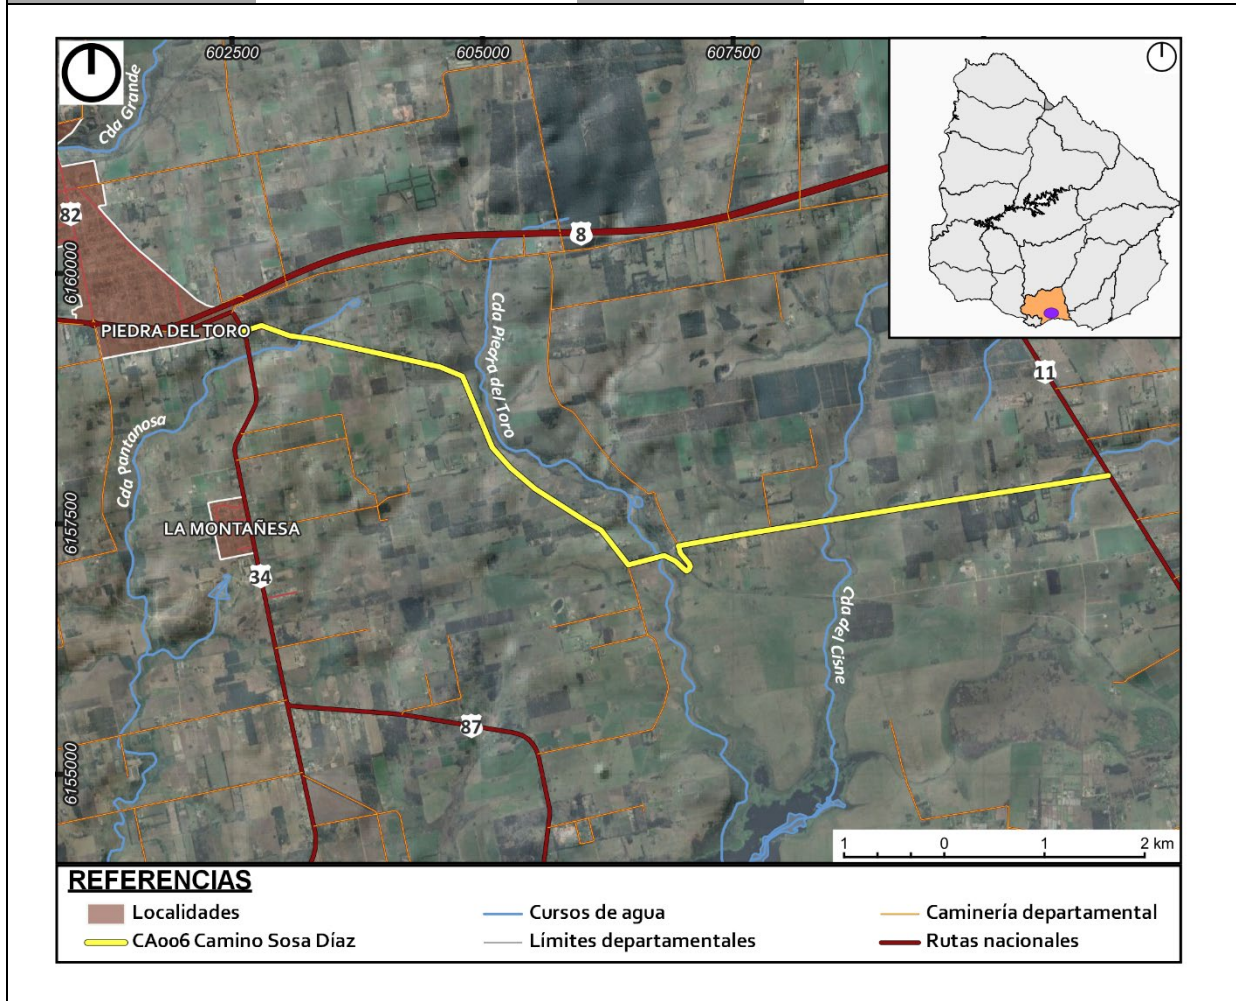 602500
605000
607500
Cda Grande
82
8
6160000
PIEDRA DEL TORO
Cda Piedra del Toro
11
Cda Pantanosa
6157500
LA MONTAÑESA
34
Cda del Cisne
87
6155000
1 0 1 2 km
REFERENCIAS
Localidades
Cursos de agua
Caminería departamental
CA006 Camino Sosa Díaz
Límites departamentales
Rutas nacionales